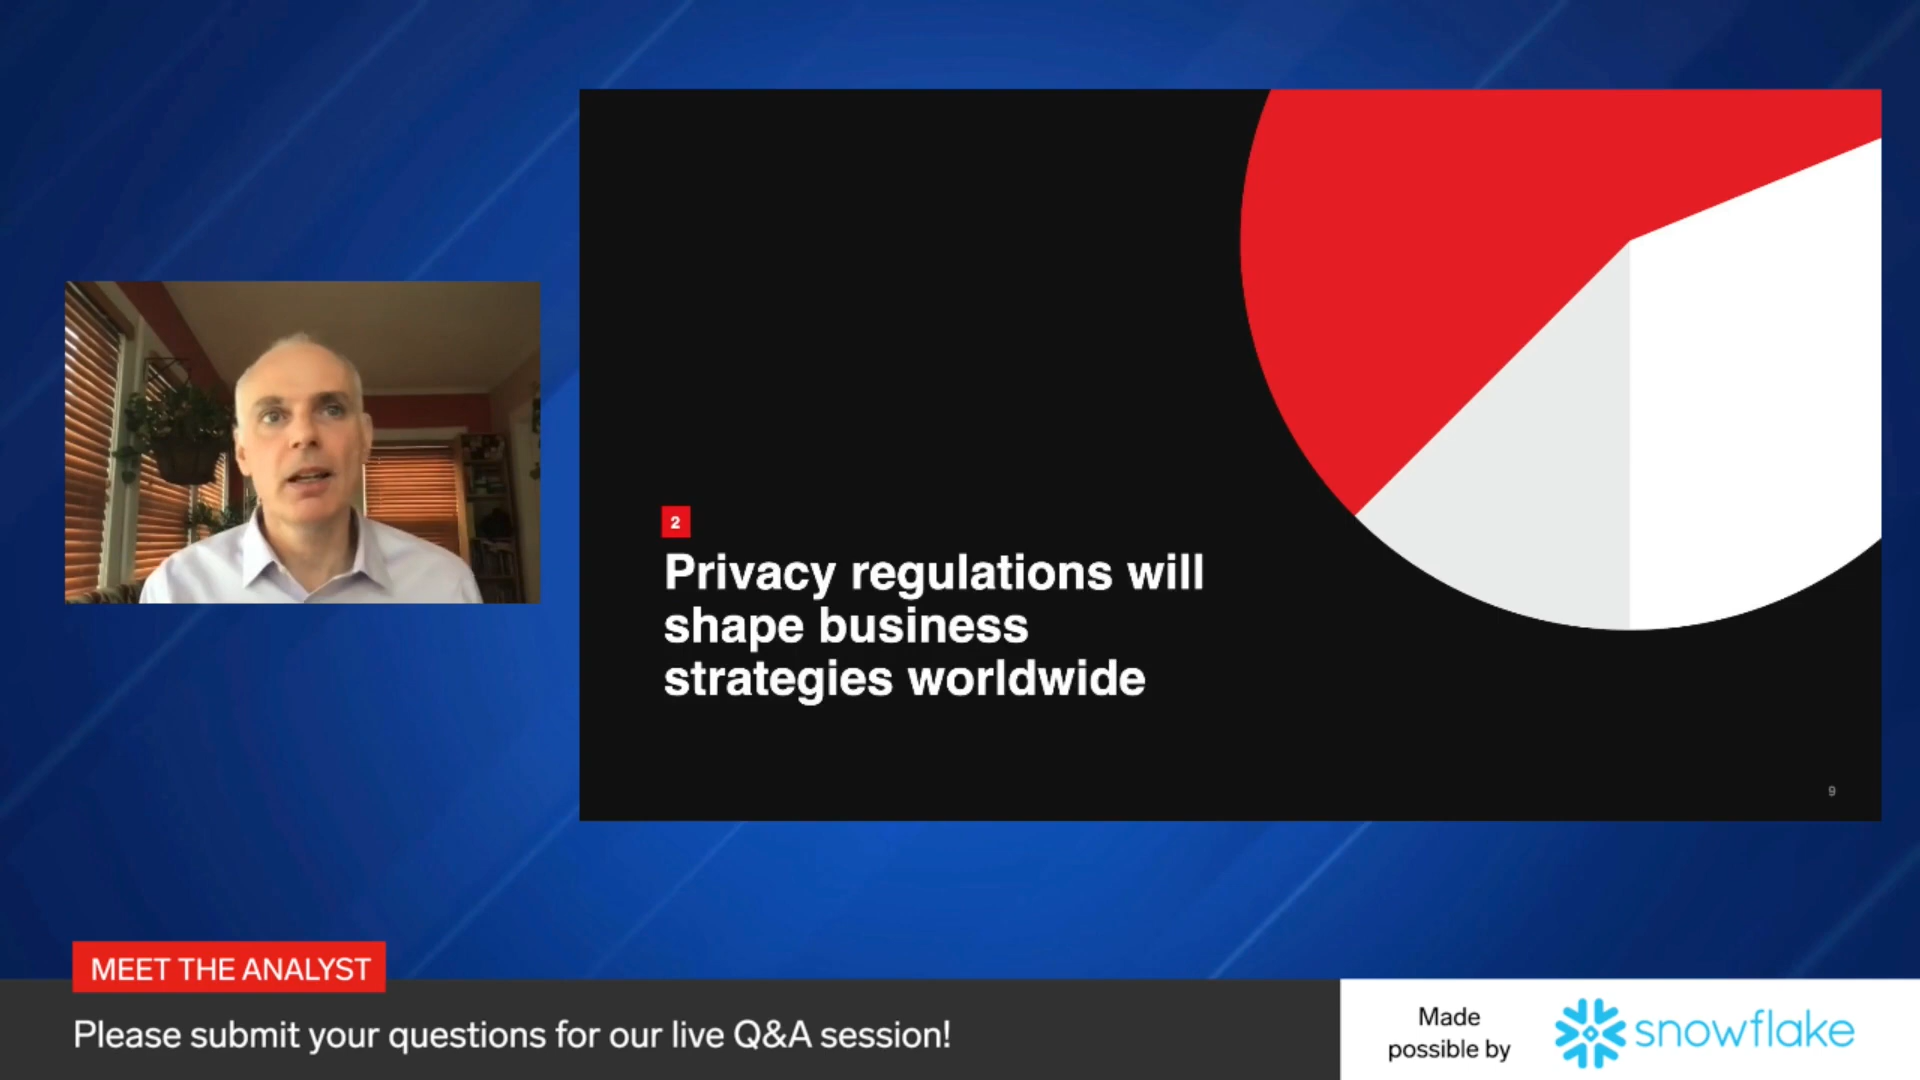 2
Privacy regulations will
shape business
strategies worldwide
9
MEET THE ANALYST
Please submit your questions for our live Q&A session!
Made
possible by
snowflake